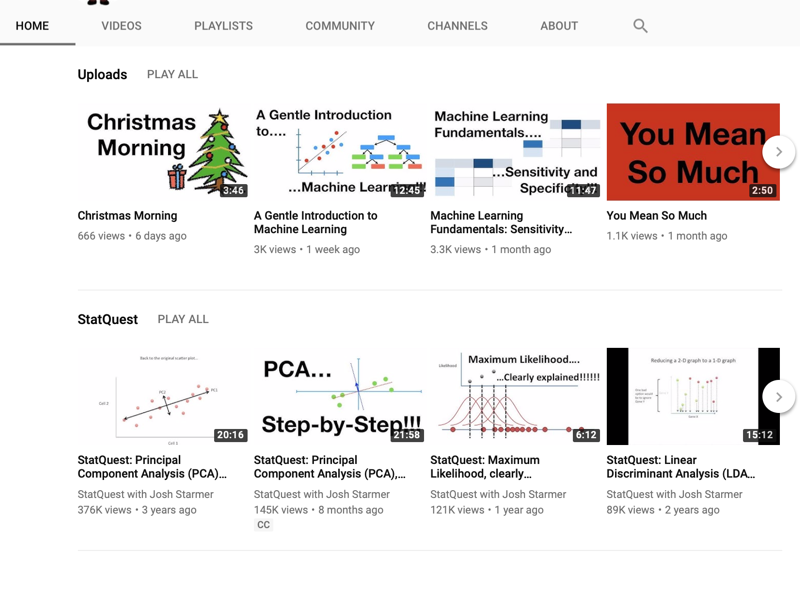 HOME VIDEOS PLAYLISTS COMMUNITY CHANNELS ABOUT
Uploads PLAY ALL
Christmas
Morning
3:46
A Gentle Introduction
to....
...Machine Learning!!!
12:45
Machine Learning
Fundamentals....
...Sensitivity and
11:47
You Mean
So Much
2:50
Christmas Morning
666 views • 6 days ago
A Gentle Introduction to
Machine Learning
3K views • 1 week ago
Machine Learning
Fundamentals: Sensitivity...
3.3K views • 1 month ago
You Mean So Much
1.1K views • 1 month ago
StatQuest PLAY ALL
Back to the original scatter plot...
PC1
PC2
Cell 2
Cell 1
20:16
PCA...
Step-by-Step!!!
21:58
Maximum Likelihood....
...Clearly explained!!!!!!
Likelihood
6:12
Reducing a 2-D graph to a 1-D graph
15:12
StatQuest: Principal
Component Analysis (PCA)...
StatQuest with Josh Starmer
376K views • 3 years ago
StatQuest: Principal
Component Analysis (PCA),...
StatQuest with Josh Starmer
145K views • 8 months ago
CC
StatQuest: Maximum
Likelihood, clearly...
StatQuest with Josh Starmer
121K views • 1 year ago
StatQuest: Linear
Discriminant Analysis (LDA...
StatQuest with Josh Starmer
89K views • 2 years ago